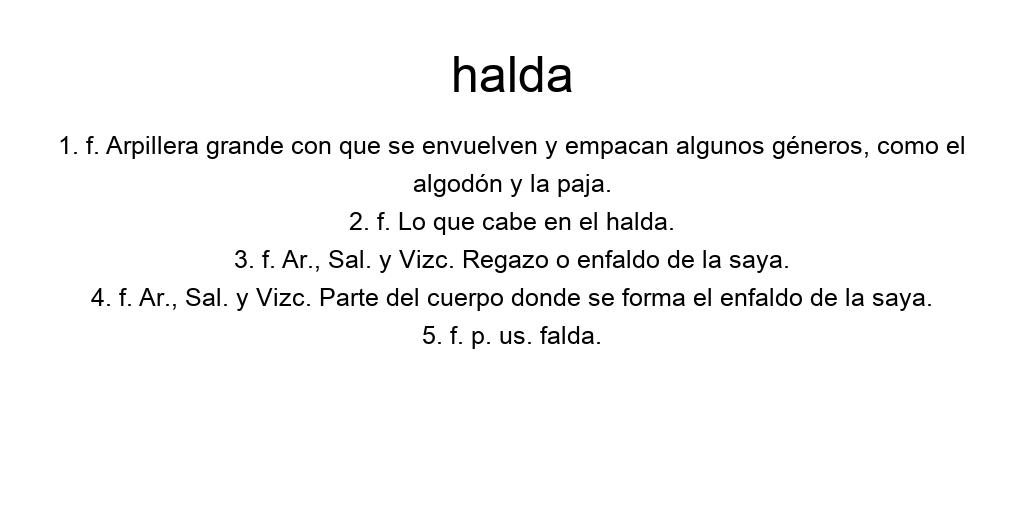 halda
1. f. Arpillera grande con que se envuelven y empacan algunos géneros, como el
algodón y la paja.
2. f. Lo que cabe en el halda.
3. f. Ar., Sal. y Vizc. Regazo o enfaldo de la saya.
4. f. Ar., Sal. y Vizc. Parte del cuerpo donde se forma el enfaldo de la saya.
5. f. p. us. falda.